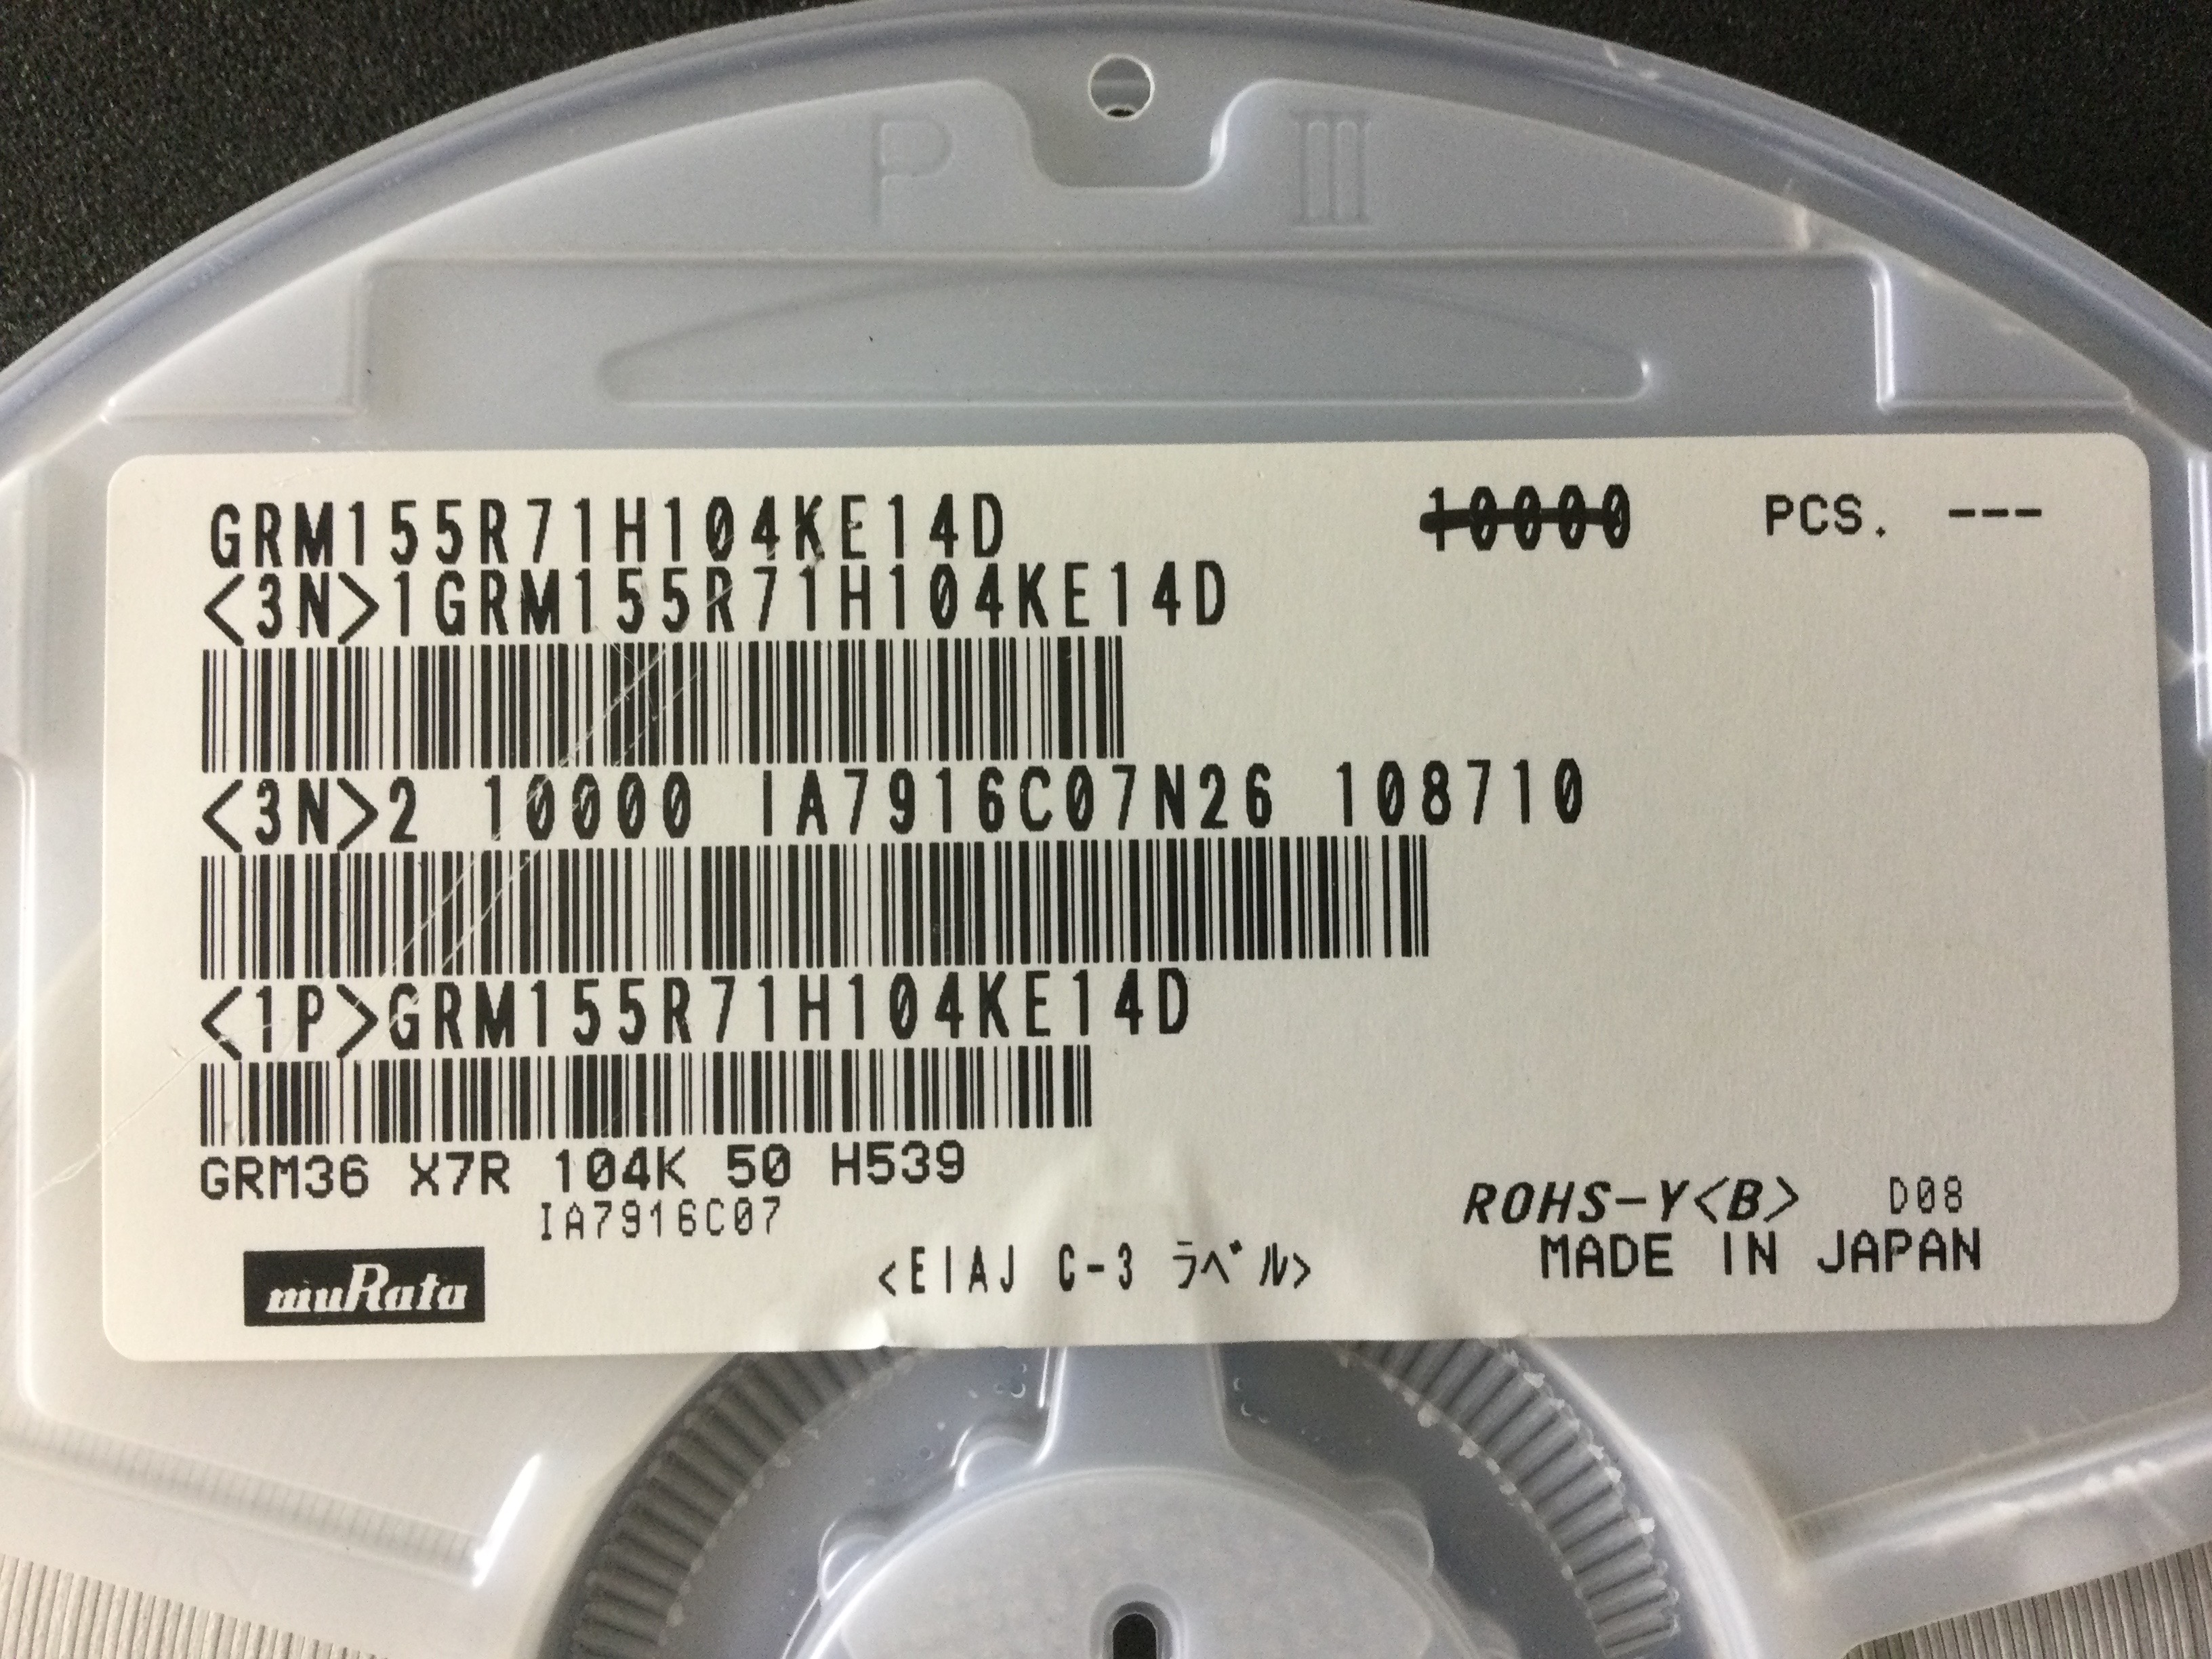 P III
GRM155R71H104KE14D 10000 PCS. ---
<3N>1GRM155R71H104KE14D
<3N>2 10000 IA7916C07N26 108710
<1P>GRM155R71H104KE14D
GRM36 X7R 104K 50 H539
IA7916C07
ROHS-Y<B> D08
MADE IN JAPAN
muRata
<EIAJ C-3 ラベル>